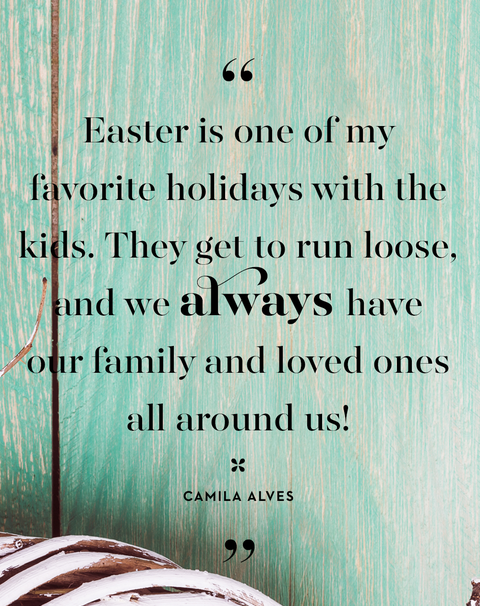 “
Easter is one of my
favorite holidays with the
kids. They get to run loose,
and we always have
our family and loved ones
all around us!
CAMILA ALVES
”